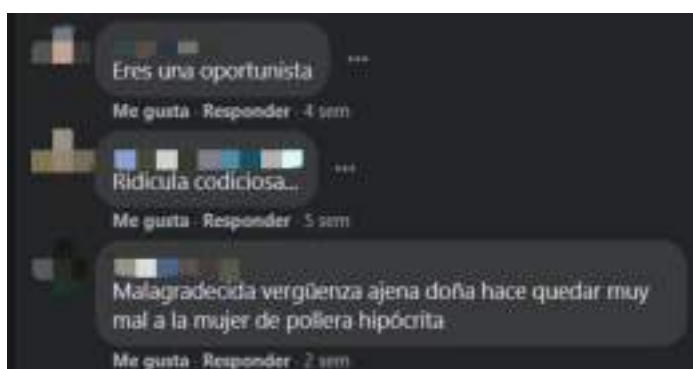 Eres una oportunista
Me gusta · Responder · 4 sem
Ridícula codiciosa...
Me gusta · Responder · 5 sem
Malagradecida vergüenza ajena doña hace quedar muy
mal a la mujer de pollera hipócrita
Me gusta · Responder · 2 sem